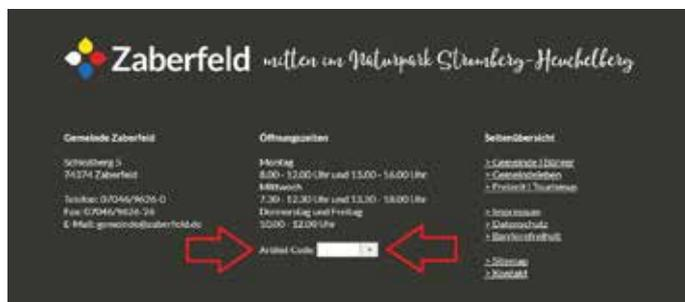 Zaberfeld mitten im Naturpark Stromberg-Heuchelberg
Gemeinde Zaberfeld
Schloßberg 5
74374 Zaberfeld
Telefon: 07046/9626-0
Fax: 07046/9626-26
E-Mail: gemeinde@zaberfeld.de
Öffnungszeiten
Montag
8.00 - 12.00 Uhr und 13.00 - 16.00 Uhr
Mittwoch
7.30 - 12.30 Uhr und 13.30 - 18.00 Uhr
Donnerstag und Freitag
10.00 - 12.00 Uhr
Artikel-Code:
Seitenübersicht
> Gemeinde | Bürger
> Gemeindeleben
> Freizeit | Tourismus
> Impressum
> Datenschutz
> Barrierefreiheit
> Sitemap
> Kontakt